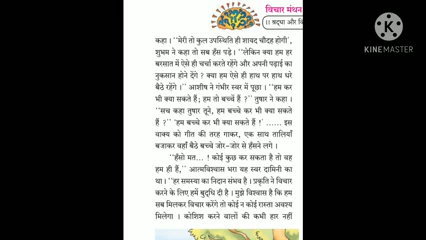 विचार मंथन
।। श्रद्धा और वि
KINEMASTER
कहा । ''मेरी तो कुल उपस्थिति ही शायद चौदह होगी',
शुभम ने कहा तो सब हँस पड़े । ''लेकिन क्या हम हर
बरसात में ऐसे ही चर्चा करते रहेंगे और अपनी पढ़ाई का
नुकसान होने देंगे ? क्या हम ऐसे ही हाथ पर हाथ धरे
बैठे रहेंगे ।'' आशीष ने गंभीर स्वर में पूछा । ''हम कर
भी क्या सकते हैं; हम तो बच्चे हैं ?'' तुषार ने कहा ।
''सच कहा तुषार तूने, हम बच्चे कर भी क्या सकते
हैं ?'' ''हम बच्चे कर भी क्या सकते हैं !' ...... इस
वाक्य को गीत की तरह गाकर, एक साथ तालियाँ
बजाकर वहाँ बैठे बच्चे जोर-जोर से हँसने लगे ।
''हँसो मत... ! कोई कुछ कर सकता है तो वह
हम ही हैं,'' आत्मविश्वास भरा यह स्वर दामिनी का
था । ''हर समस्या का निदान संभव है । प्रकृति ने विचार
करने के लिए हमें बुद्धि दी है । मुझे विश्वास है कि हम
सब मिलकर विचार करेंगे तो कोई न कोई रास्ता अवश्य
मिलेगा । कोशिश करने वालों की कभी हार नहीं